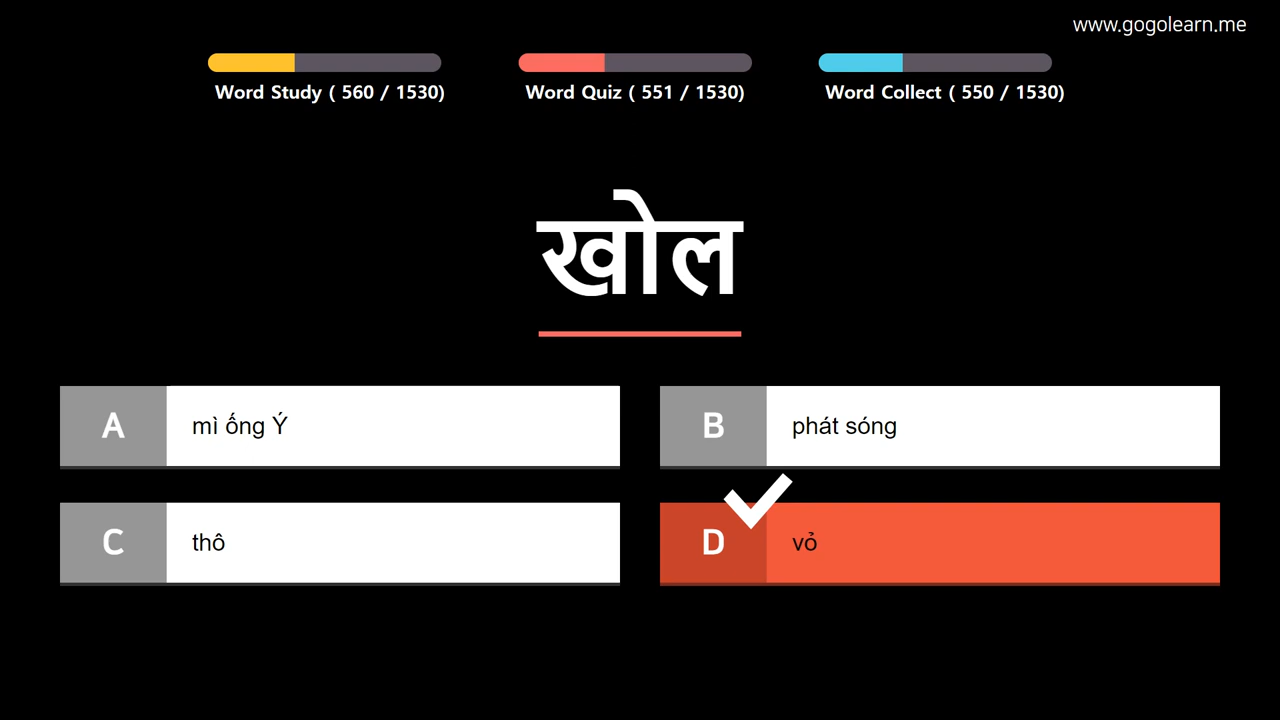 www.gogolearn.me
Word Study ( 560 / 1530)
Word Quiz ( 551 / 1530)
Word Collect ( 550 / 1530)
खोल
A mì ống Ý
B phát sóng
C thô
D vỏ